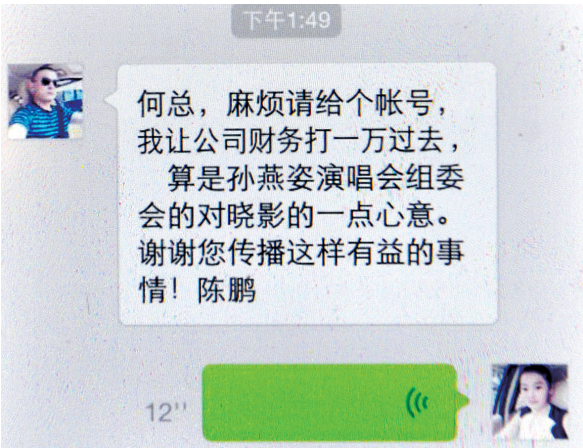 下午1:49
何总，麻烦请给个帐号，
我让公司财务打一万过去，
算是孙燕姿演唱会组委
会的对晓影的一点心意。
谢谢您传播这样有益的事
情！陈鹏
12''